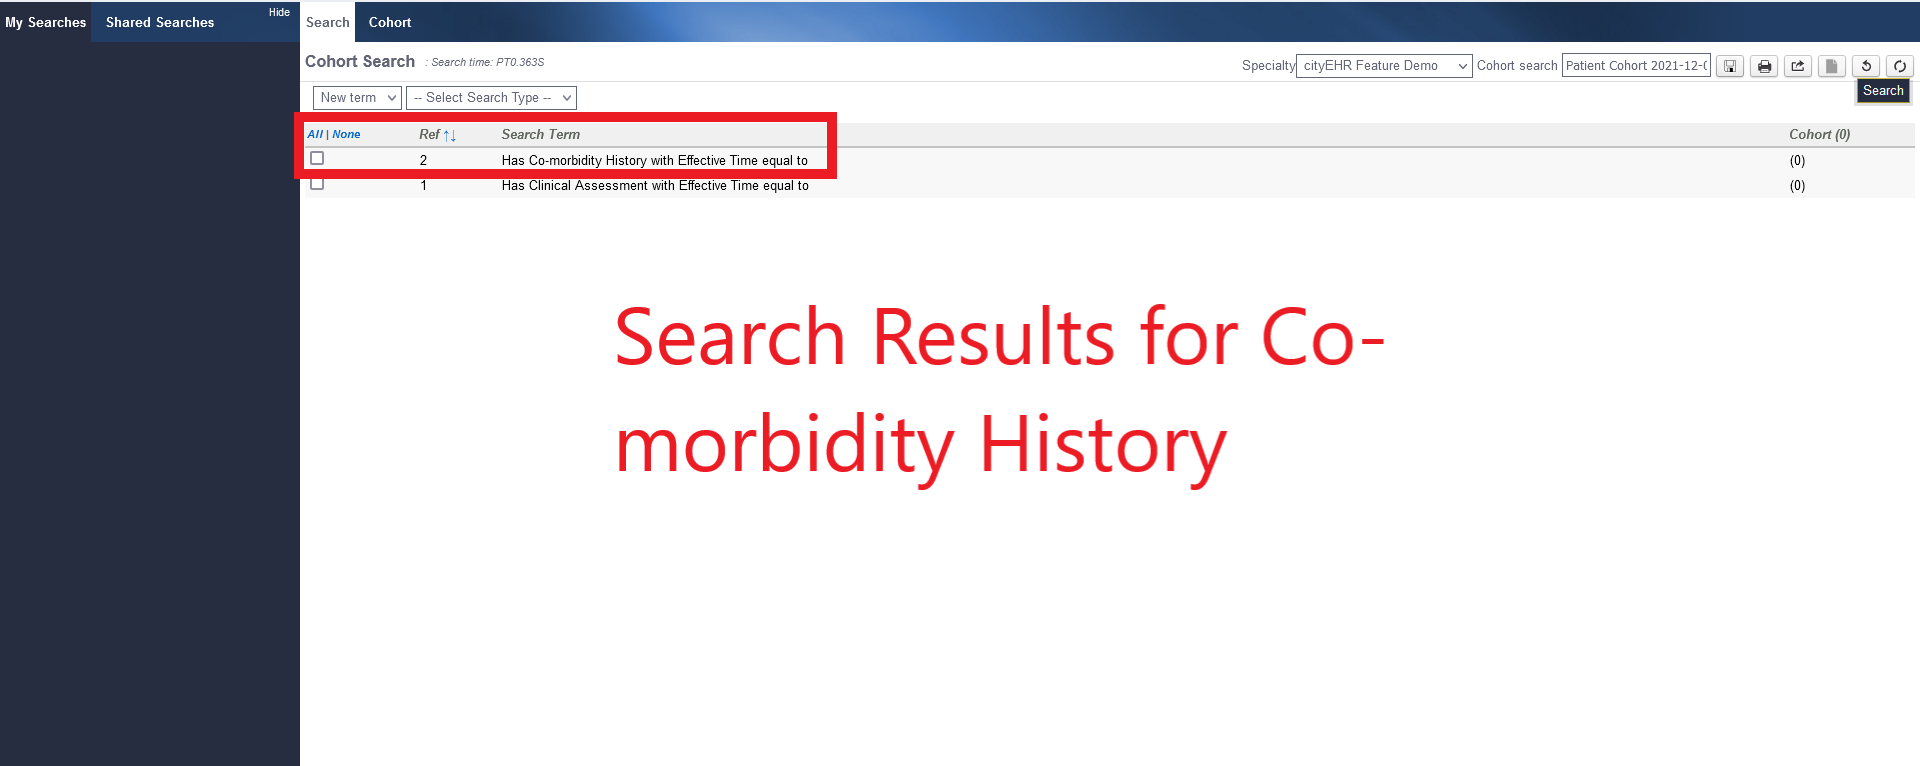 My Searches Shared Searches Hide Search Cohort
Cohort Search : Search time: PT0.363S Specialty cityEHR Feature Demo Cohort search Patient Cohort 2021-12-0
New term -- Select Search Type -- Search
All | None Ref Search Term Cohort (0)
2 Has Co-morbidity History with Effective Time equal to (0)
1 Has Clinical Assessment with Effective Time equal to (0)
Search Results for Co-
morbidity History